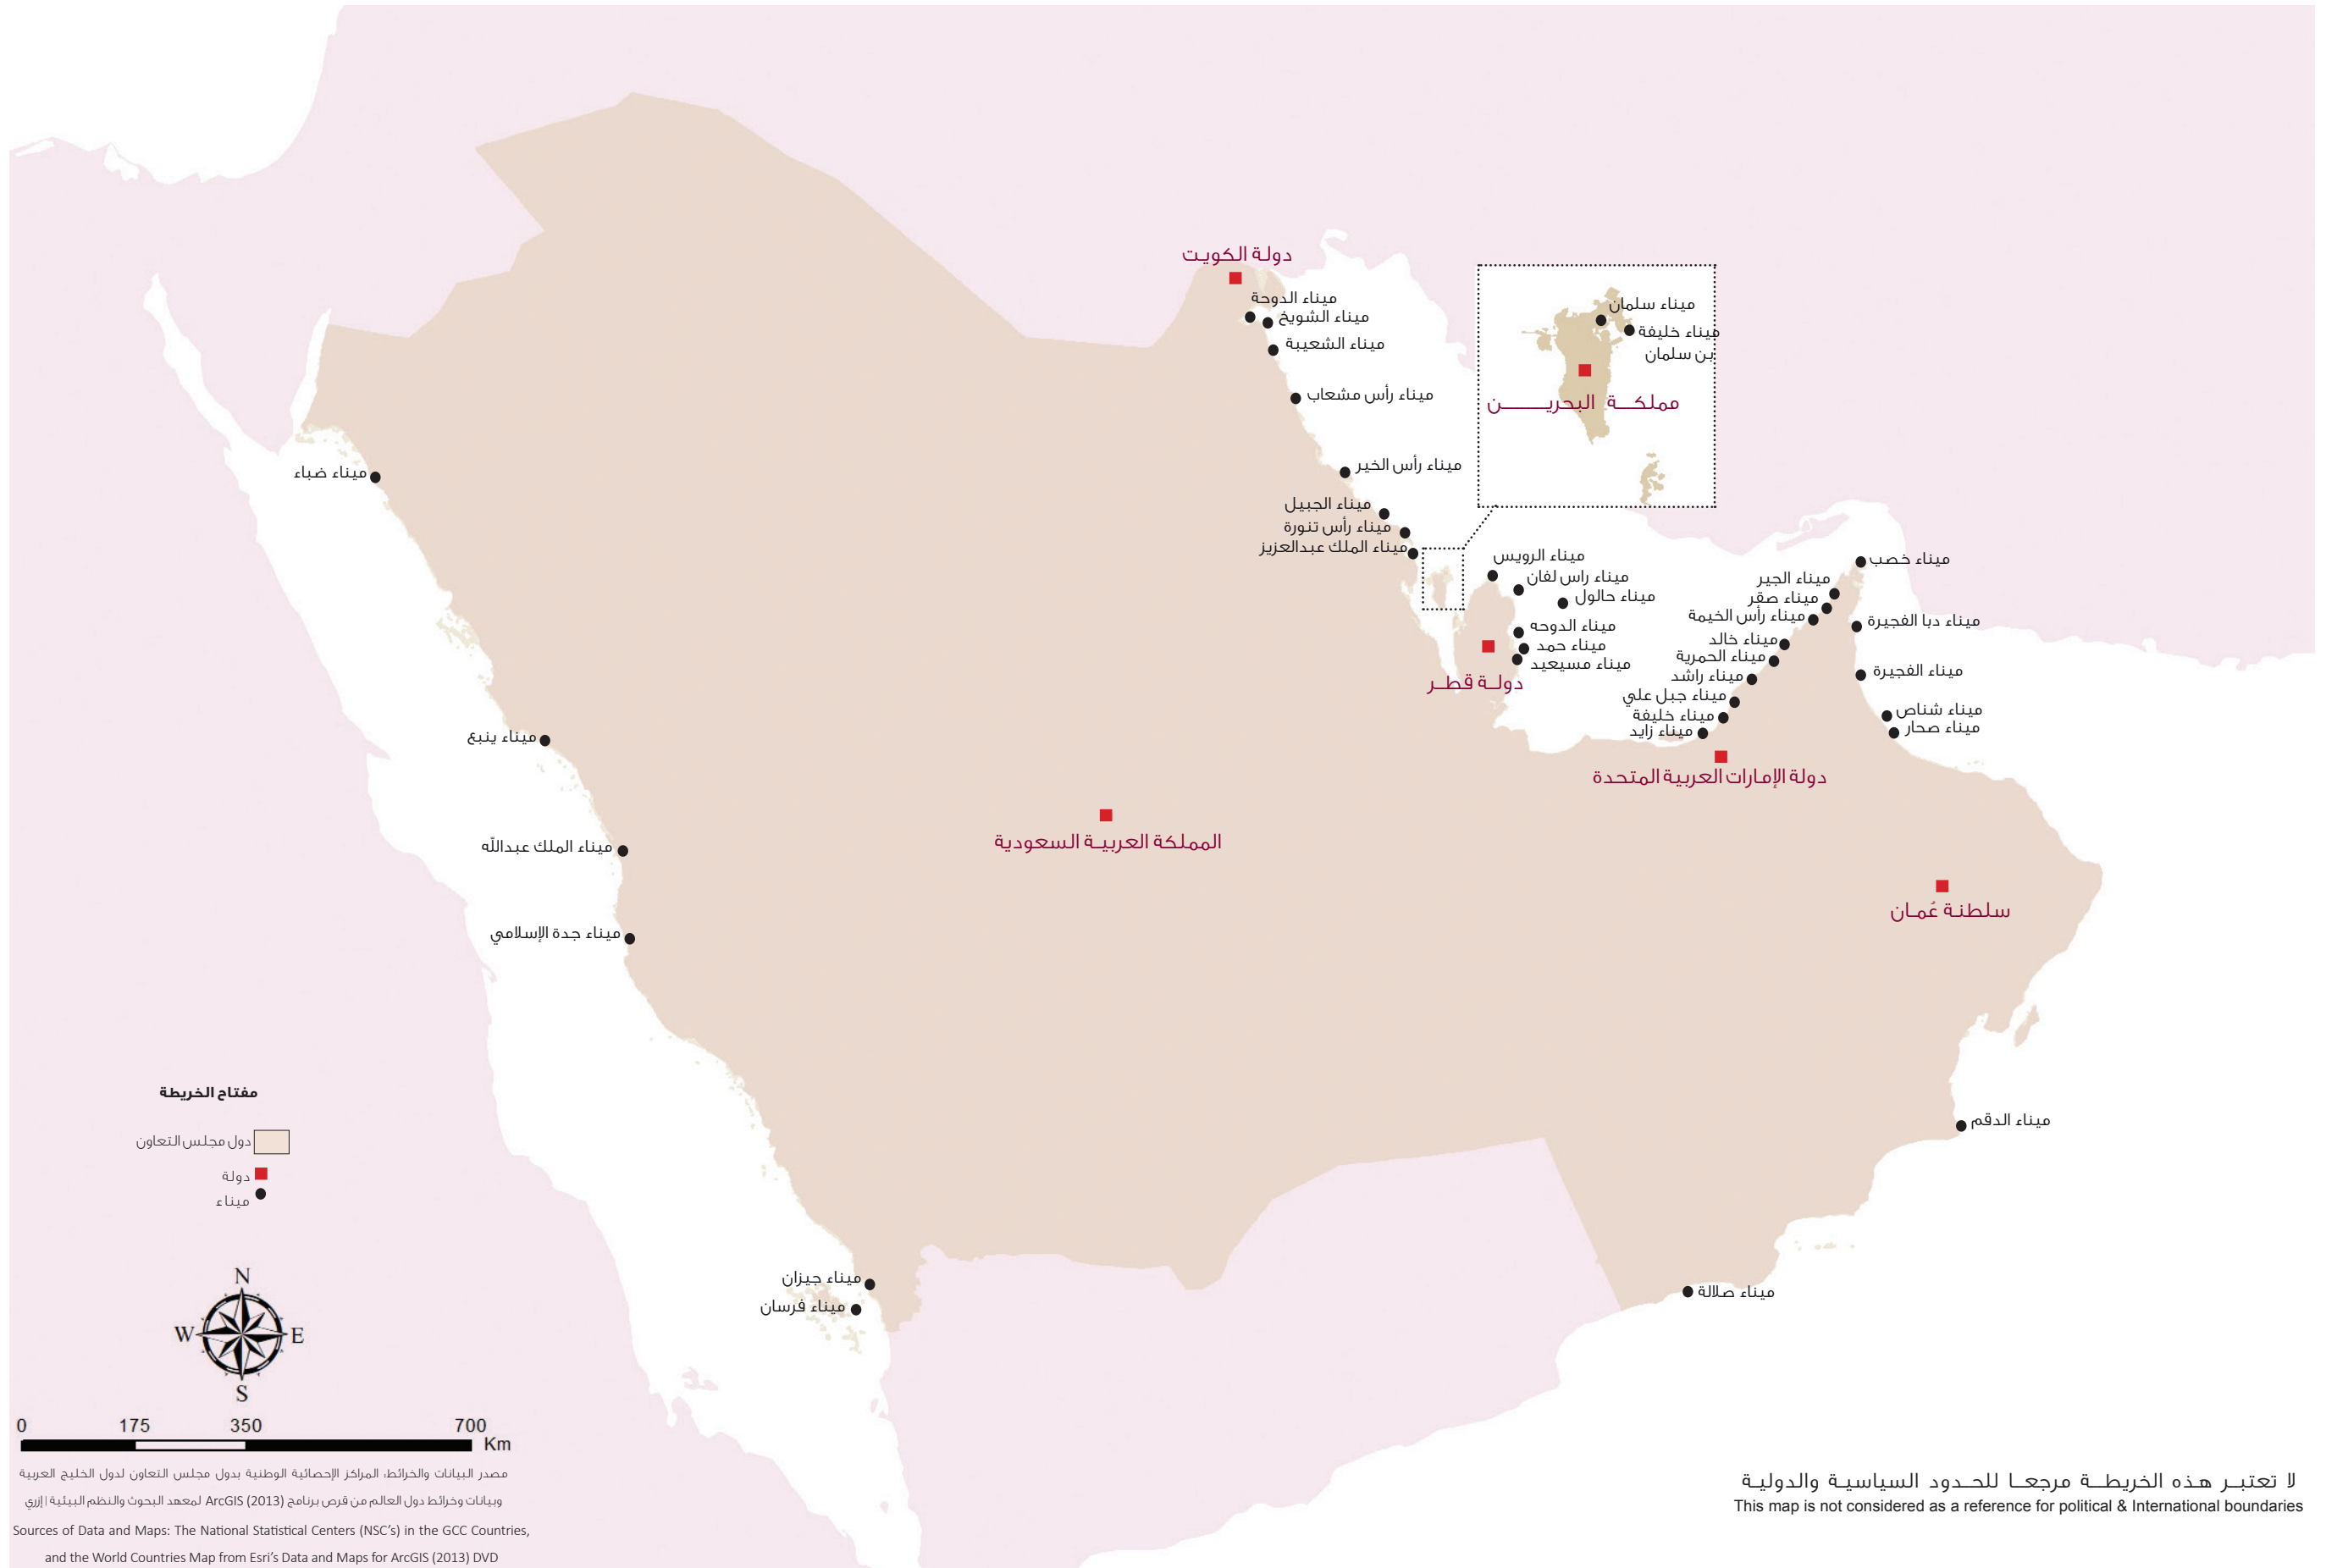 دولة الكويت
ميناء الدوحة
ميناء الشويخ
ميناء الشعيبة
ميناء رأس مشعاب
ميناء رأس الخير
ميناء الجبيل
ميناء رأس تنورة
ميناء الملك عبدالعزيز
ميناء سلمان
ميناء خليفة
بن سلمان
مملكة البحرين
ميناء الرويس
ميناء راس لفان
ميناء حالول
ميناء الدوحه
ميناء حمد
ميناء مسيعيد
دولة قطر
ميناء خصب
ميناء الجير
ميناء صقر
ميناء رأس الخيمة
ميناء دبا الفجيرة
ميناء خالد
ميناء الحمرية
ميناء راشد
ميناء الفجيرة
ميناء جبل علي
ميناء خليفة
ميناء زايد
ميناء شناص
ميناء صحار
دولة الإمارات العربية المتحدة
ميناء ضباء
ميناء ينبع
ميناء الملك عبدالله
المملكة العربية السعودية
سلطنة عُمان
ميناء جدة الإسلامي
ميناء الدقم
ميناء جيزان
ميناء فرسان
ميناء صلالة
مفتاح الخريطة
دول مجلس التعاون
دولة
ميناء
N
W E
S
0 175 350 700
Km
مصدر البيانات والخرائط: المراكز الإحصائية الوطنية بدول مجلس التعاون لدول الخليج العربية
وبيانات وخرائط دول العالم من قرص برنامج ArcGIS (2013) لمعهد البحوث والنظم البيئية | إزري
Sources of Data and Maps: The National Statistical Centers (NSC's) in the GCC Countries,
and the World Countries Map from Esri's Data and Maps for ArcGIS (2013) DVD
لا تعتبر هذه الخريطة مرجعا للحدود السياسية والدولية
This map is not considered as a reference for political & International boundaries